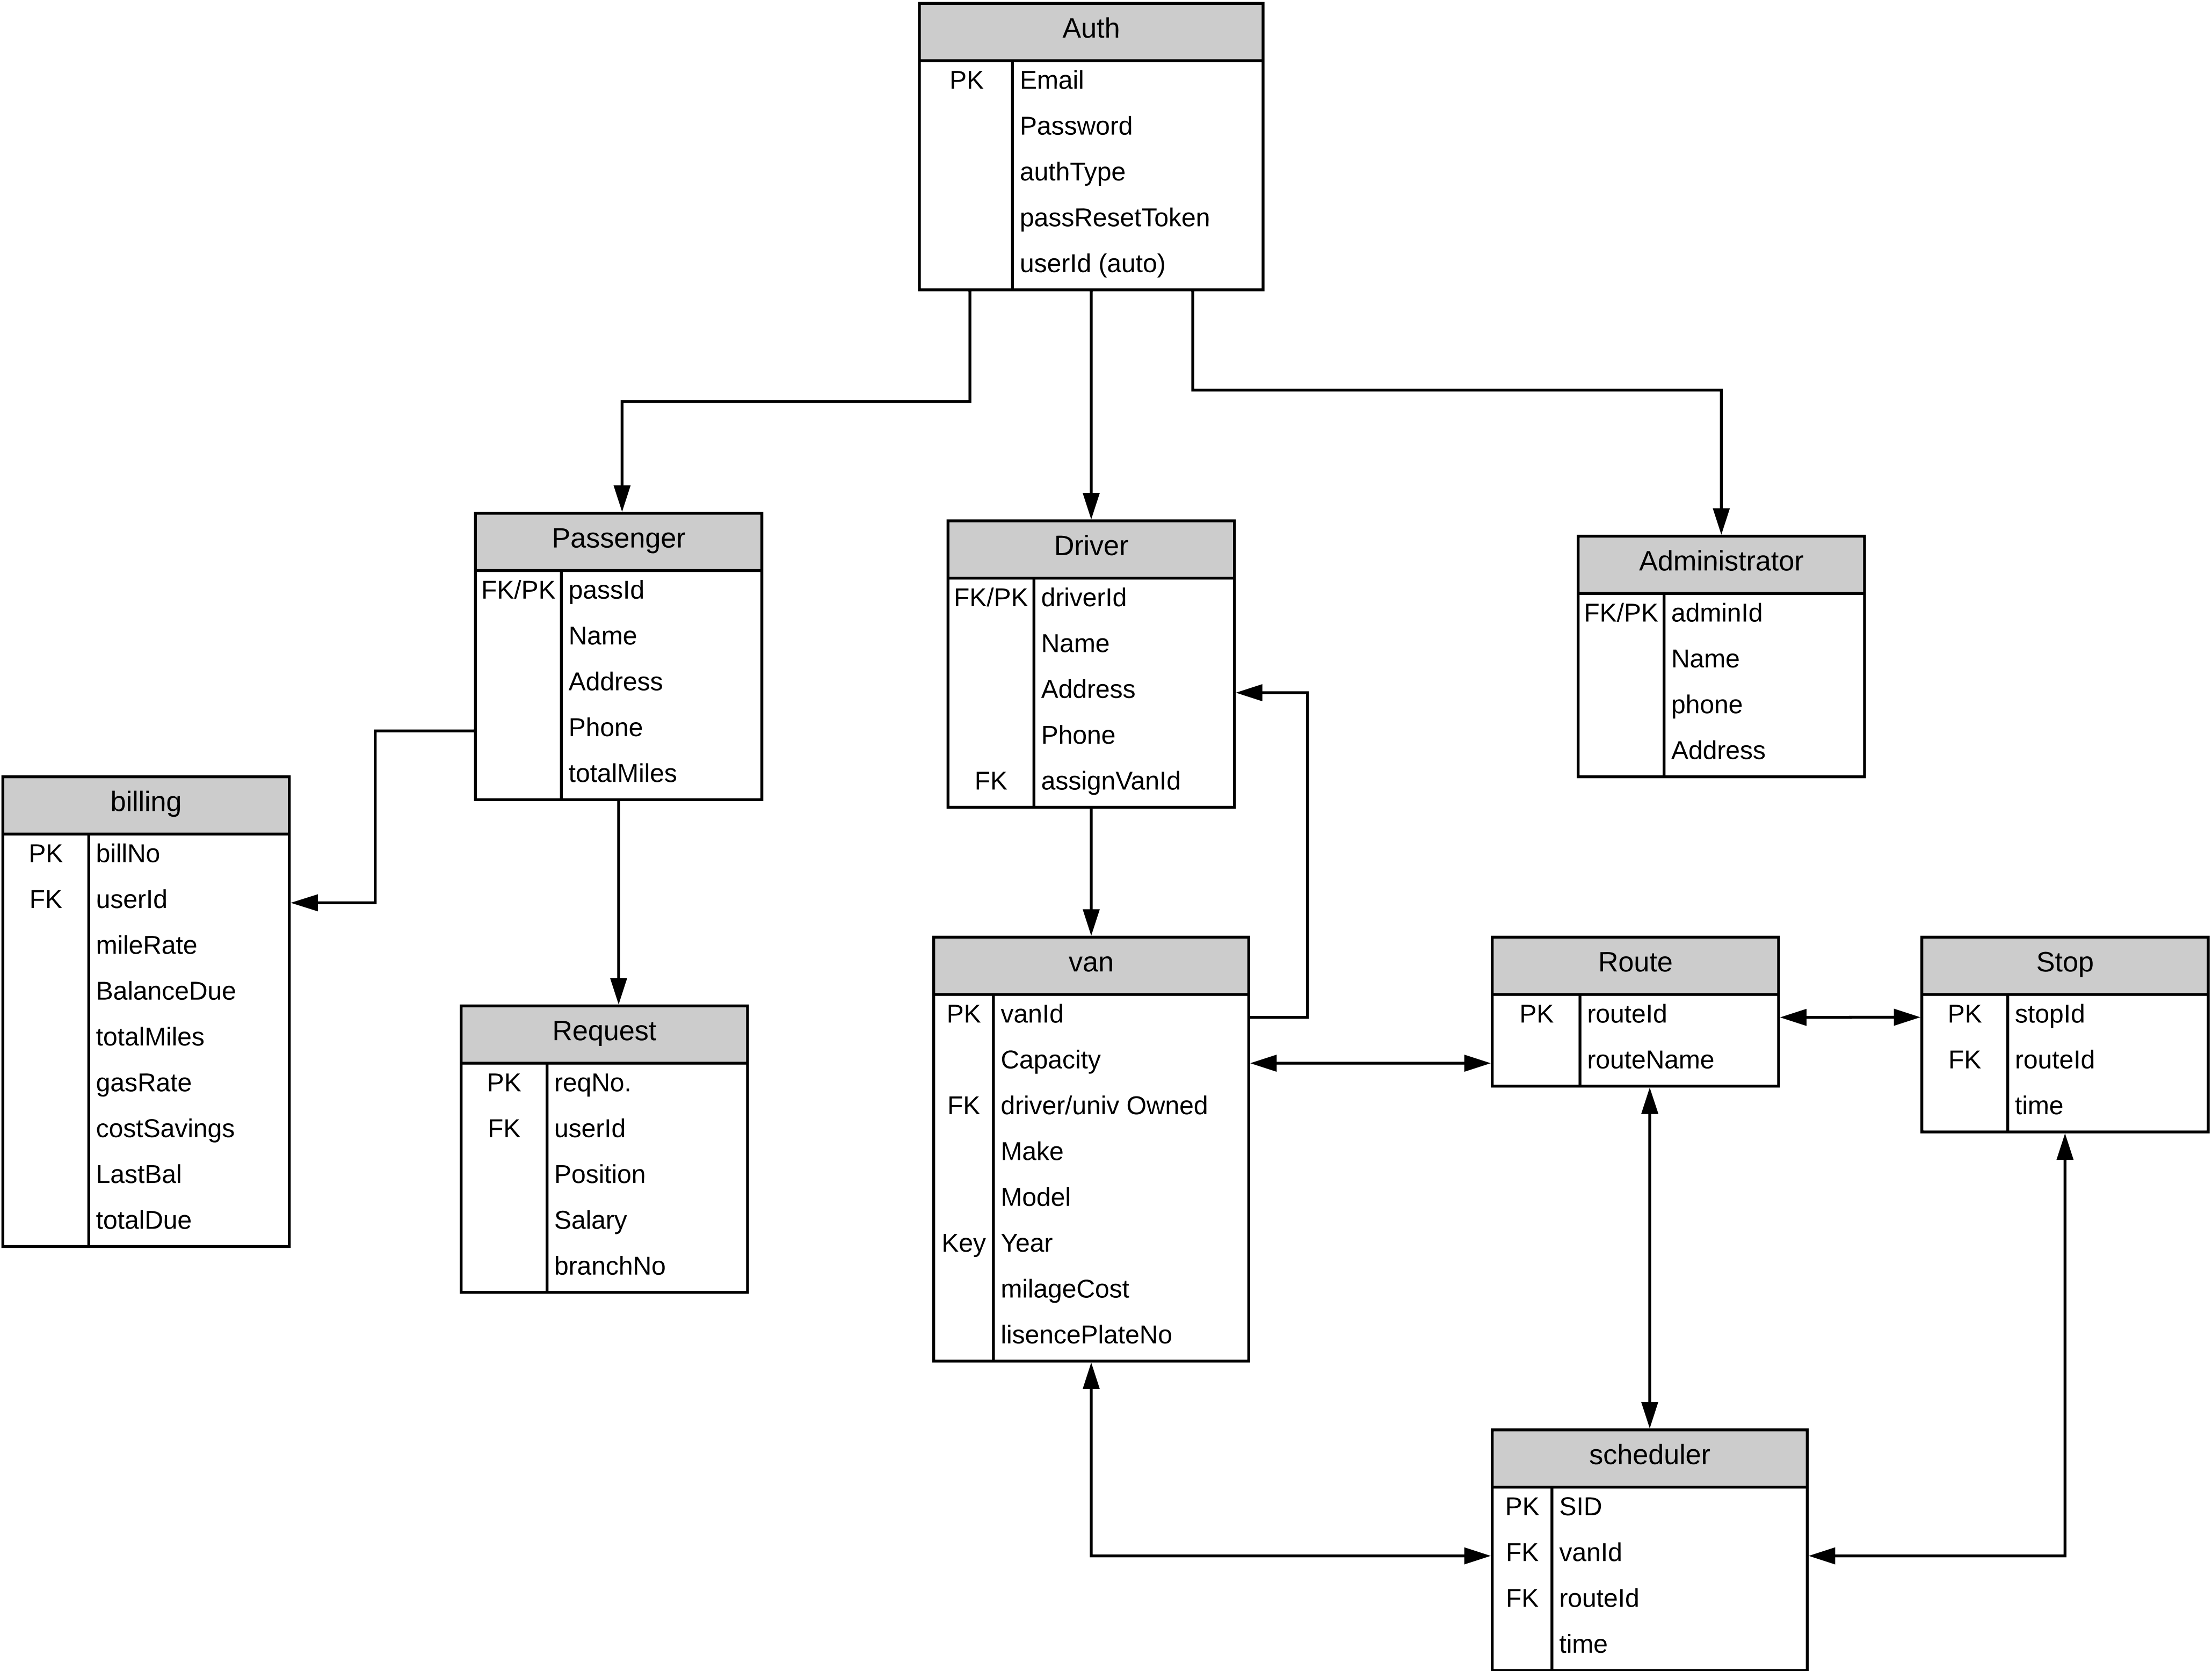 Auth
PK Email
Password
authType
passResetToken
userId (auto)
Passenger
FK/PK passId
Name
Address
Phone
totalMiles
Driver
FK/PK driverId
Name
Address
Phone
FK assignVanId
Administrator
FK/PK adminId
Name
phone
Address
billing
PK billNo
FK userId
mileRate
BalanceDue
totalMiles
gasRate
costSavings
LastBal
totalDue
Request
PK reqNo.
FK userId
Position
Salary
branchNo
van
PK vanId
Capacity
FK driver/univ Owned
Make
Model
Key Year
milageCost
lisencePlateNo
Route
PK routeId
routeName
Stop
PK stopId
FK routeId
time
scheduler
PK SID
FK vanId
FK routeId
time